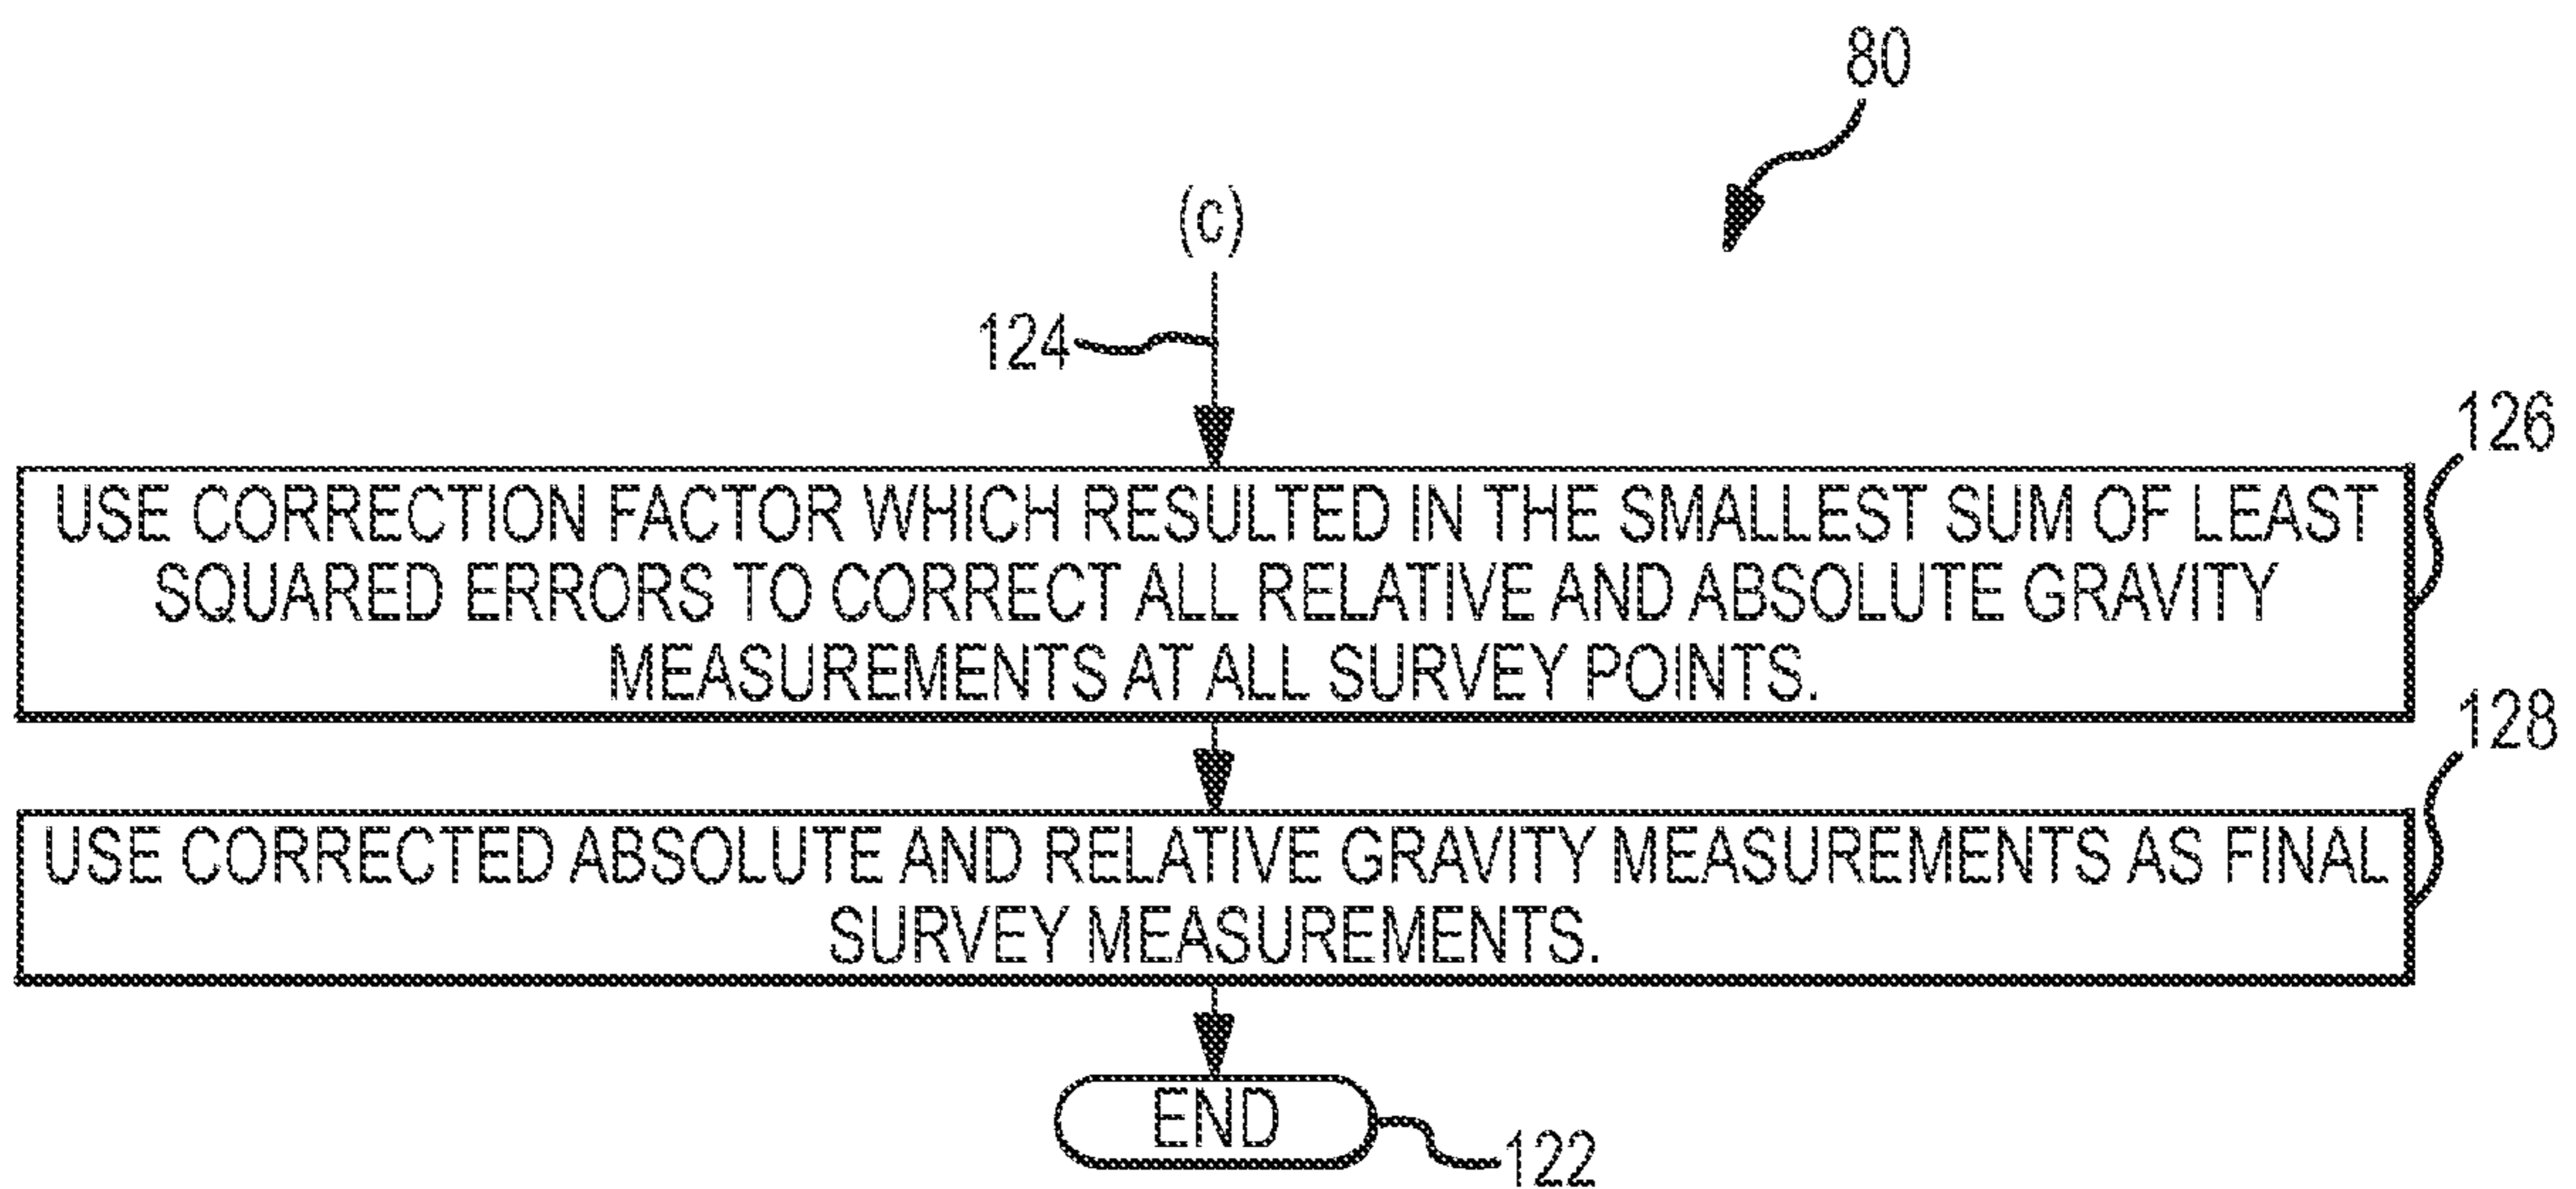 80
(c)
124
126
USE CORRECTION FACTOR WHICH RESULTED IN THE SMALLEST SUM OF LEAST
SQUARED ERRORS TO CORRECT ALL RELATIVE AND ABSOLUTE GRAVITY
MEASUREMENTS AT ALL SURVEY POINTS.
128
USE CORRECTED ABSOLUTE AND RELATIVE GRAVITY MEASUREMENTS AS FINAL
SURVEY MEASUREMENTS.
END
122